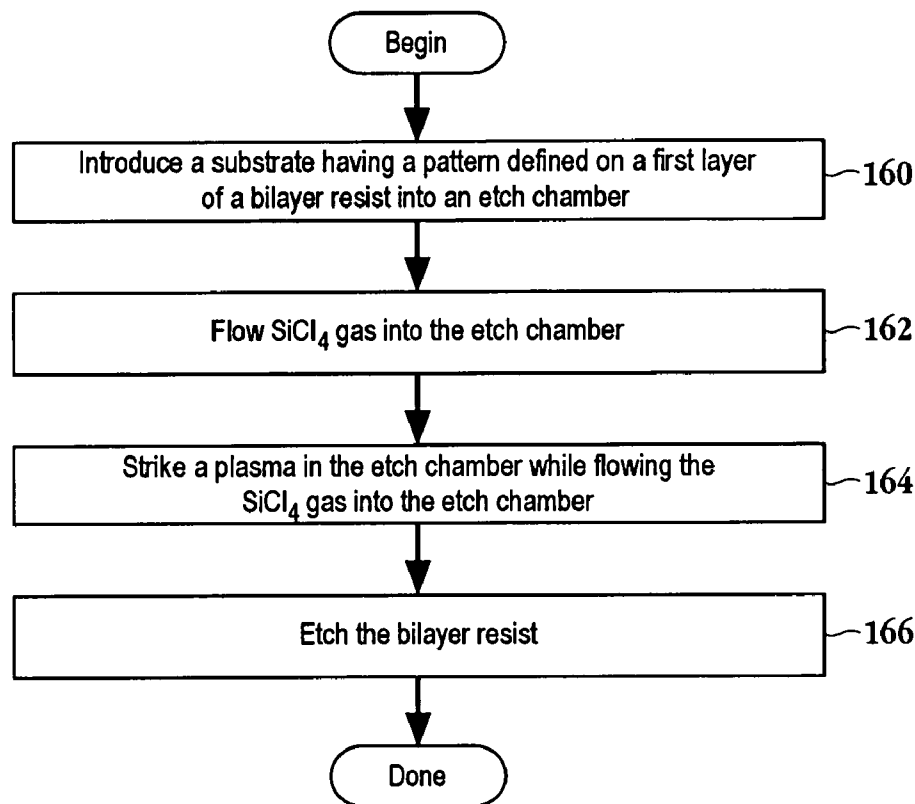 Begin
Introduce a substrate having a pattern defined on a first layer
of a bilayer resist into an etch chamber
160
Flow SiCl4 gas into the etch chamber
162
Strike a plasma in the etch chamber while flowing the
SiCl4 gas into the etch chamber
164
Etch the bilayer resist
166
Done